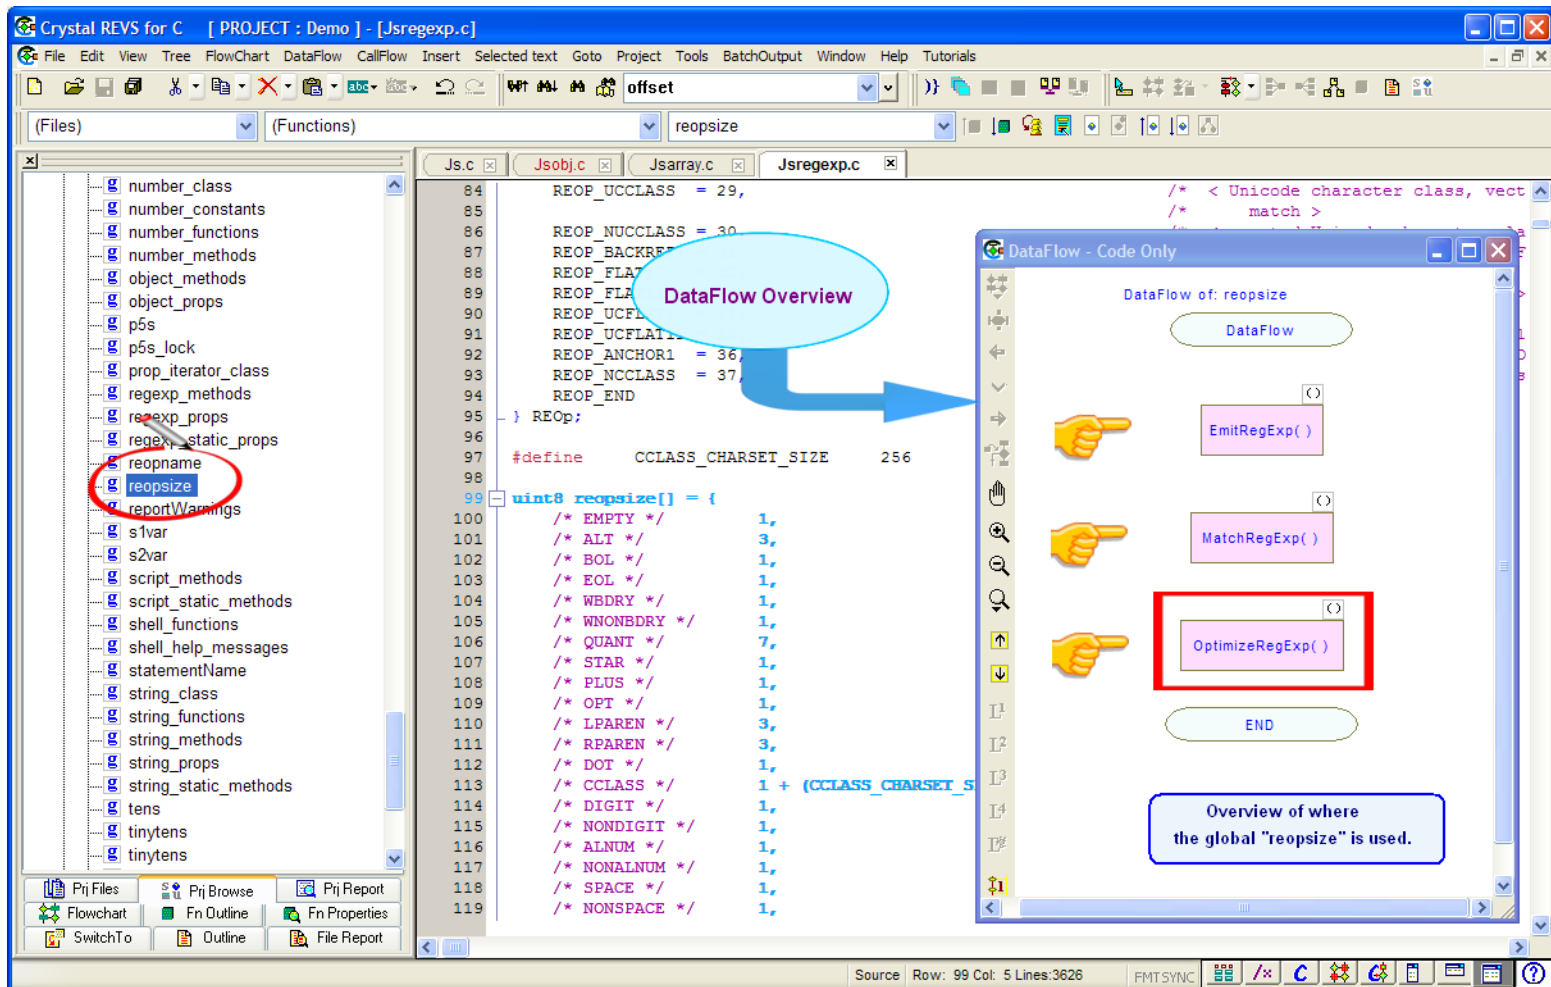 Crystal REVS for C [ PROJECT : Demo ] - [Jsregexp.c]
File Edit View Tree FlowChart DataFlow CallFlow Insert Selected text Goto Project Tools BatchOutput Window Help Tutorials
offset
(Files) (Functions) reopsize
number_class
number_constants
number_functions
number_methods
object_methods
object_props
p5s
p5s_lock
prop_iterator_class
regexp_methods
regexp_props
regexp_static_props
reopname
reopsize
reportWarnings
s1var
s2var
script_methods
script_static_methods
shell_functions
shell_help_messages
statementName
string_class
string_functions
string_methods
string_props
string_static_methods
tens
tinytens
tinytens
Prj Files Prj Browse Prj Report
Flowchart Fn Outline Fn Properties
SwitchTo Outline File Report
Js.c Jsobj.c Jsarray.c Jsregexp.c
84 REOP_UCCLASS = 29, /* < Unicode character class, vect
85 /* match >
86 REOP_NUCCLASS = 30,
87
88
89
90
91
92 REOP_ANCHOR1 = 36,
93 REOP_NCCLASS = 37,
94 REOP_END
95 } REOp;
96
97 #define CCLASS_CHARSET_SIZE 256
98
99 uint8 reopsize[] = {
100 /* EMPTY */ 1,
101 /* ALT */ 3,
102 /* BOL */ 1,
103 /* EOL */ 1,
104 /* WBDRY */ 1,
105 /* WNONBDRY */ 1,
106 /* QUANT */ 7,
107 /* STAR */ 1,
108 /* PLUS */ 1,
109 /* OPT */ 1,
110 /* LPAREN */ 3,
111 /* RPAREN */ 3,
112 /* DOT */ 1,
113 /* CCLASS */ 1 + (CCLASS_CHARSET_S
114 /* DIGIT */ 1,
115 /* NONDIGIT */ 1,
116 /* ALNUM */ 1,
117 /* NONALNUM */ 1,
118 /* SPACE */ 1,
119 /* NONSPACE */ 1,
DataFlow Overview
DataFlow - Code Only
DataFlow of: reopsize
DataFlow
()
EmitRegExp( )
()
MatchRegExp( )
()
OptimizeRegExp( )
END
Overview of where
the global "reopsize" is used.
L1
L2
L3
L4
Source Row: 99 Col: 5 Lines:3626 FMT SYNC